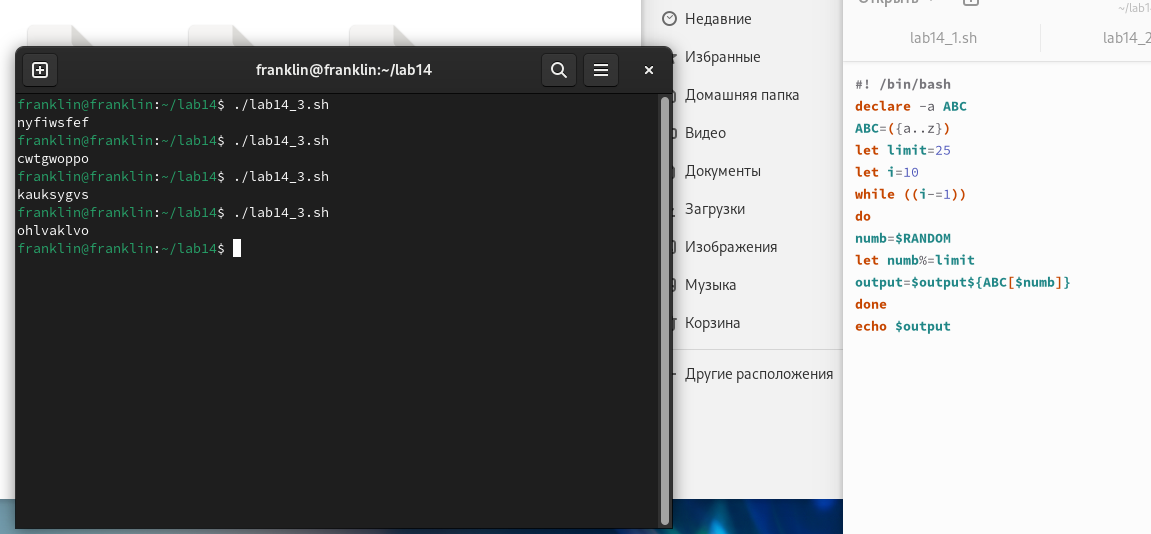 franklin@franklin:~/lab14
franklin@franklin:~/lab14$ ./lab14_3.sh
nyfiwsfef
franklin@franklin:~/lab14$ ./lab14_3.sh
cwtgwoppo
franklin@franklin:~/lab14$ ./lab14_3.sh
kauksygvs
franklin@franklin:~/lab14$ ./lab14_3.sh
ohlvaklvo
franklin@franklin:~/lab14$
Недавние
Избранные
Домашняя папка
Видео
Документы
Загрузки
Изображения
Музыка
Корзина
Другие расположения
Открыть
~/lab1
lab14_1.sh
lab14_2
#! /bin/bash
declare -a ABC
ABC=({a..z})
let limit=25
let i=10
while ((i-=1))
do
numb=$RANDOM
let numb%=limit
output=$output${ABC[$numb]}
done
echo $output